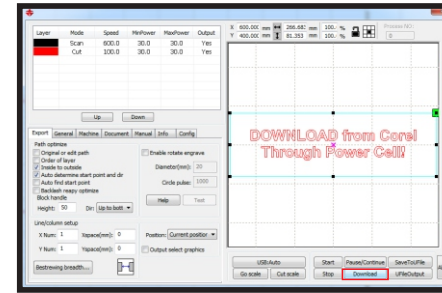 X 600.000 mm 266.68: mm 100. %
Y 400.000 mm 81.353 mm 100. %
Process NO:
0
Layer Mode Speed MinPower MaxPower Output
Scan 600.0 30.0 30.0 Yes
Cut 100.0 30.0 30.0 Yes
Up Down
Export General Machine Document Manual Info Config
Path optimize
Original or edit path
Order of layer
Inside to outside
Auto determine start point and dir
Auto find start point
Backlash reapy optimize
Block handle
Height: 50 Dir: Up to bott
Enable rotate engrave
Diameter(mm): 20
Circle pulse: 1000
Help Test
Line/column setup
X Num: 1 Xspace(mm): 0 Position: Current position
Y Num: 1 Yspace(mm): 0 Output select graphics
Bestrewing breadth...
DOWNLOAD from Corel
Through Power Cell!
USB:Auto Start Pause/Continue SaveToUFile
Go scale Cut scale Stop Download UFileOutput